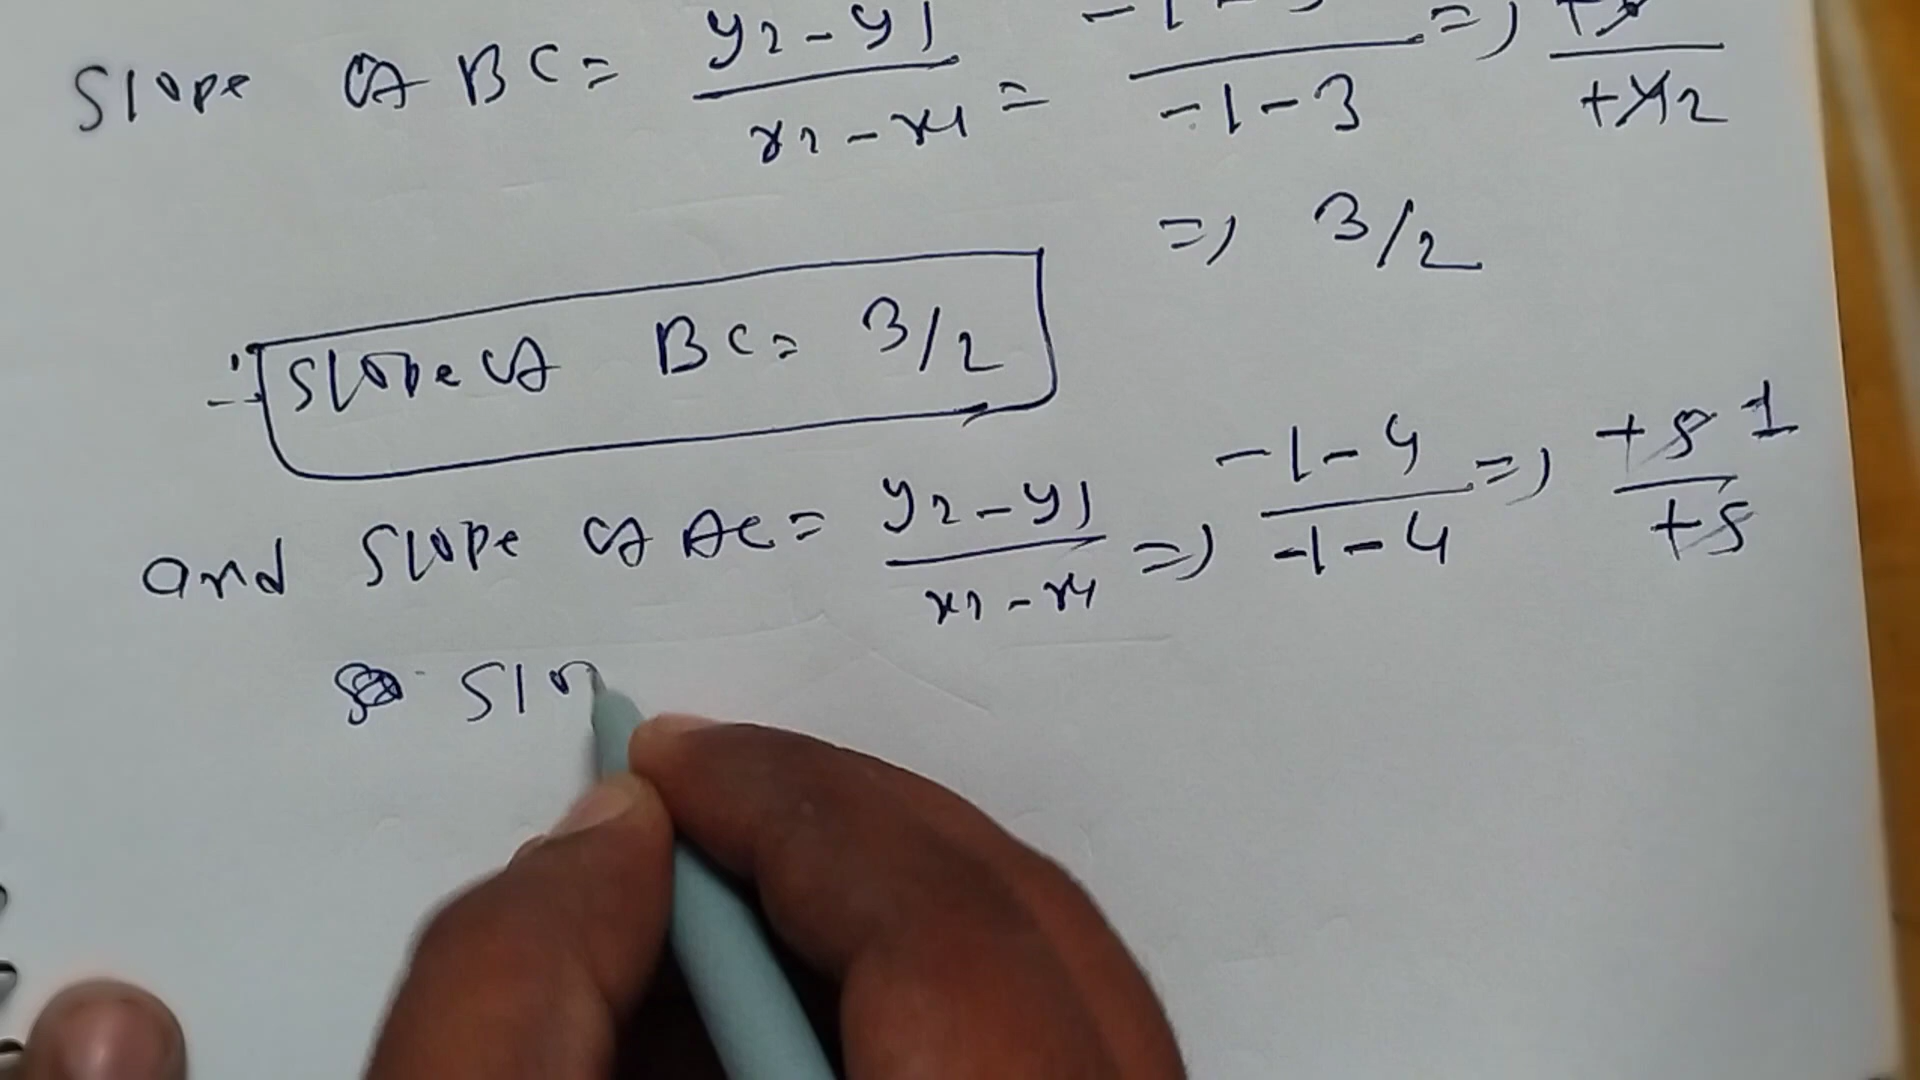 Slope of BC = y2 - y1 / x2 - x1 = -1 - 5 / -1 - 3 => / +4 2
=> 3/2
∴ Slope of BC = 3/2
and Slope of AC = y2 - y1 / x2 - x1 => -1 - 4 / -1 - 4 => +5 1 / +5
Slo